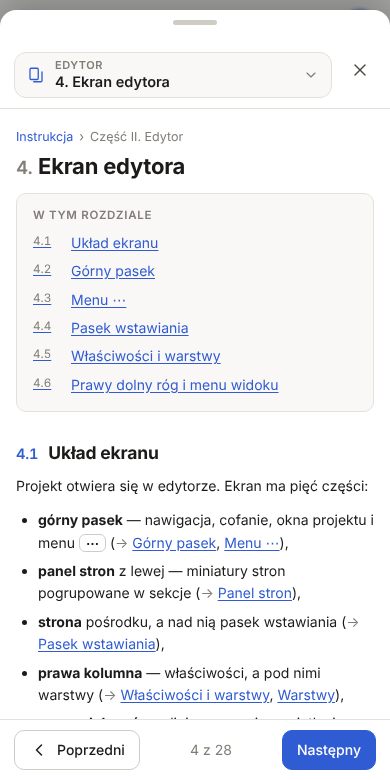 EDYTOR
4. Ekran edytora
Instrukcja › Część II. Edytor
4. Ekran edytora
W TYM ROZDZIALE
4.1 Układ ekranu
4.2 Górny pasek
4.3 Menu ⋯
4.4 Pasek wstawiania
4.5 Właściwości i warstwy
4.6 Prawy dolny róg i menu widoku
4.1 Układ ekranu
Projekt otwiera się w edytorze. Ekran ma pięć części:
• górny pasek — nawigacja, cofanie, okna projektu i
menu ⋯ (→ Górny pasek, Menu ⋯),
• panel stron z lewej — miniatury stron
pogrupowane w sekcje (→ Panel stron),
• strona pośrodku, a nad nią pasek wstawiania (→
Pasek wstawiania),
• prawa kolumna — właściwości, a pod nimi
warstwy (→ Właściwości i warstwy, Warstwy),
Poprzedni
4 z 28
Następny